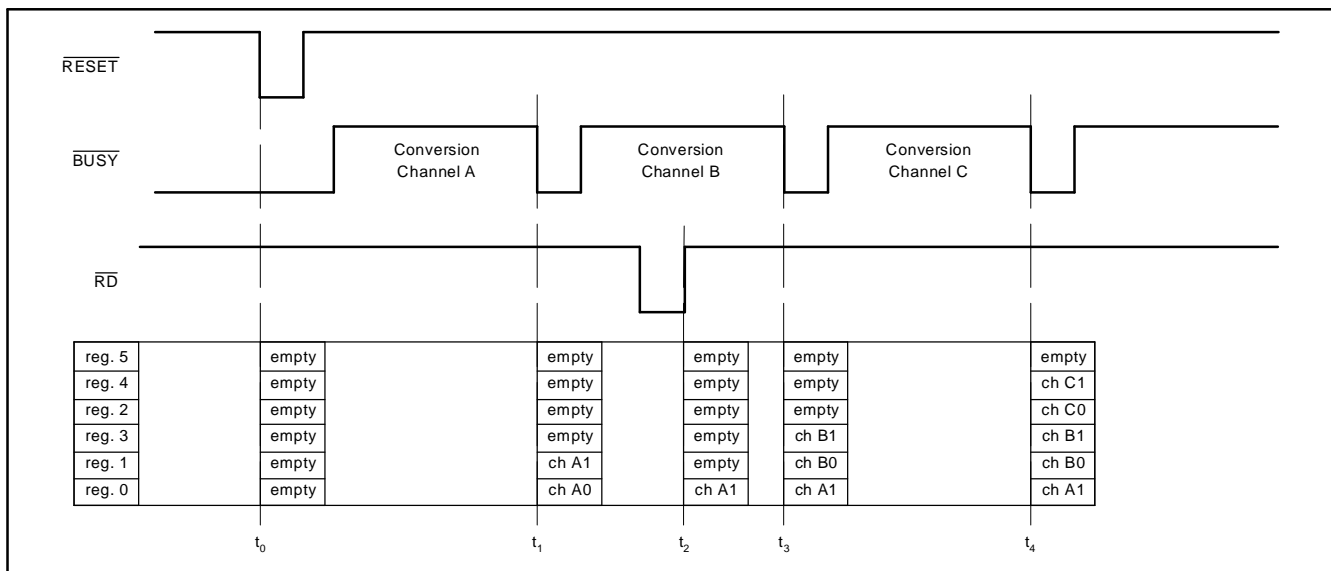 RESET
BUSY
Conversion
Channel A
Conversion
Channel B
Conversion
Channel C
RD
reg. 5 empty empty empty empty empty
reg. 4 empty empty empty empty ch C1
reg. 2 empty empty empty empty ch C0
reg. 3 empty empty empty ch B1 ch B1
reg. 1 empty ch A1 empty ch B0 ch B0
reg. 0 empty ch A0 ch A1 ch A1 ch A1
t0 t1 t2 t3 t4